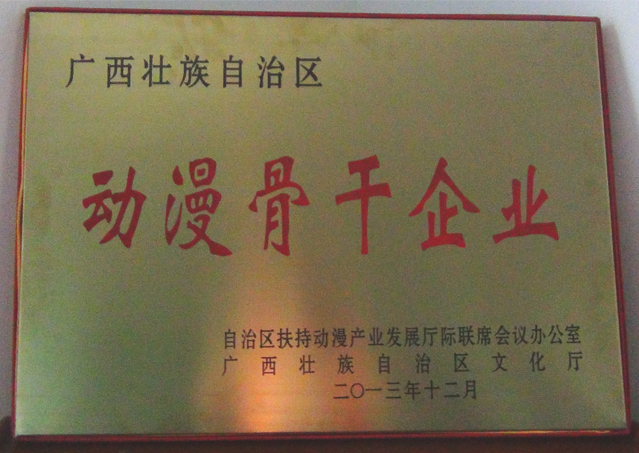 广西壮族自治区
动漫骨干企业
自治区扶持动漫产业发展厅际联席会议办公室
广西壮族自治区文化厅
二〇一三年十二月